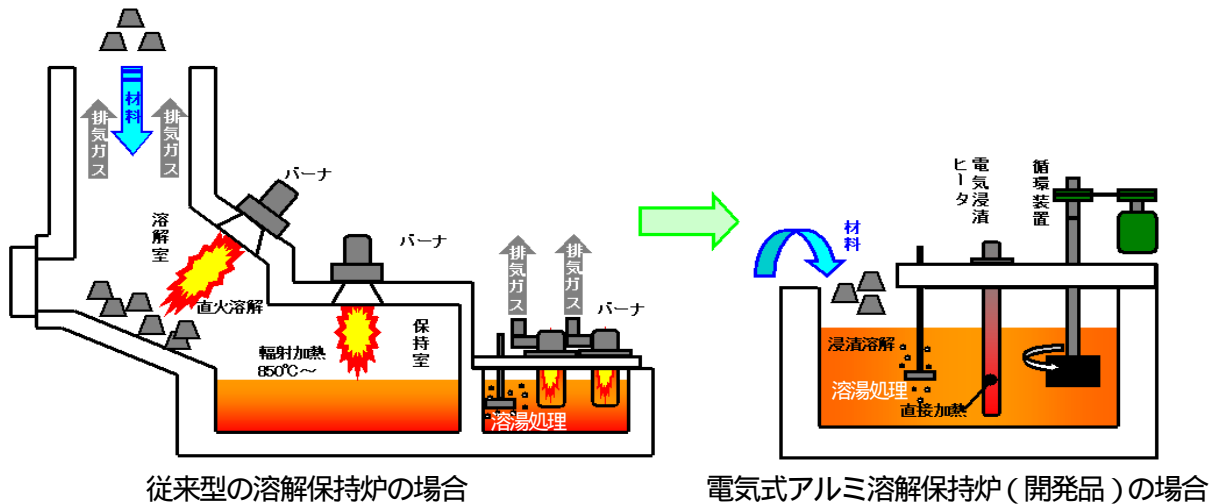 材料
排気ガス
排気ガス
バーナ
溶解室
バーナ
直火溶解
輻射加熱
850℃~
保持室
排気ガス
排気ガス
バーナ
溶湯処理
従来型の溶解保持炉の場合
材料
電気浸漬
ヒータ
循環装置
浸漬溶解
溶湯処理
直接加熱
電気式アルミ溶解保持炉(開発品)の場合